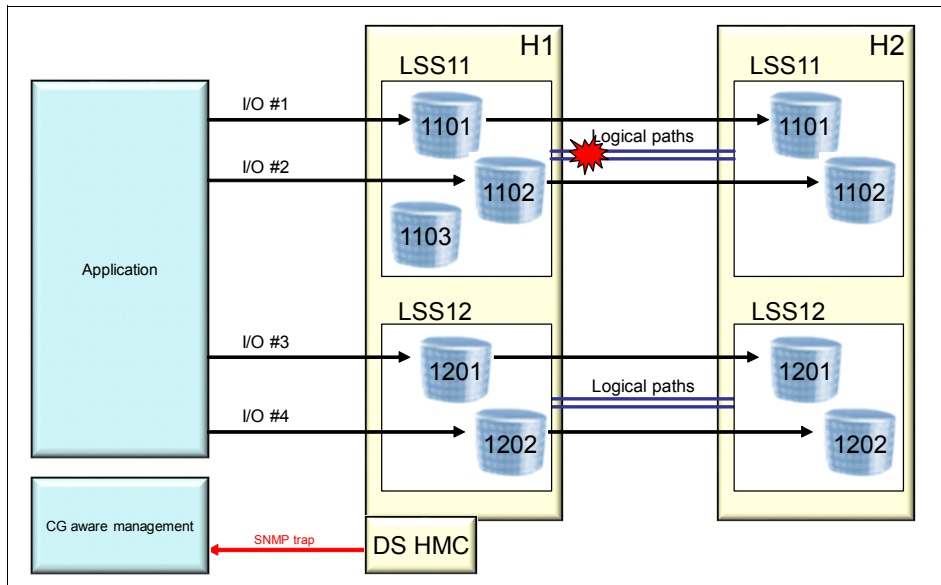 H1
H2
LSS11
LSS11
I/O #1
1101
1101
Logical paths
I/O #2
1102
1102
1103
Application
LSS12
LSS12
I/O #3
1201
1201
Logical paths
I/O #4
1202
1202
CG aware management
SNMP trap
DS HMC